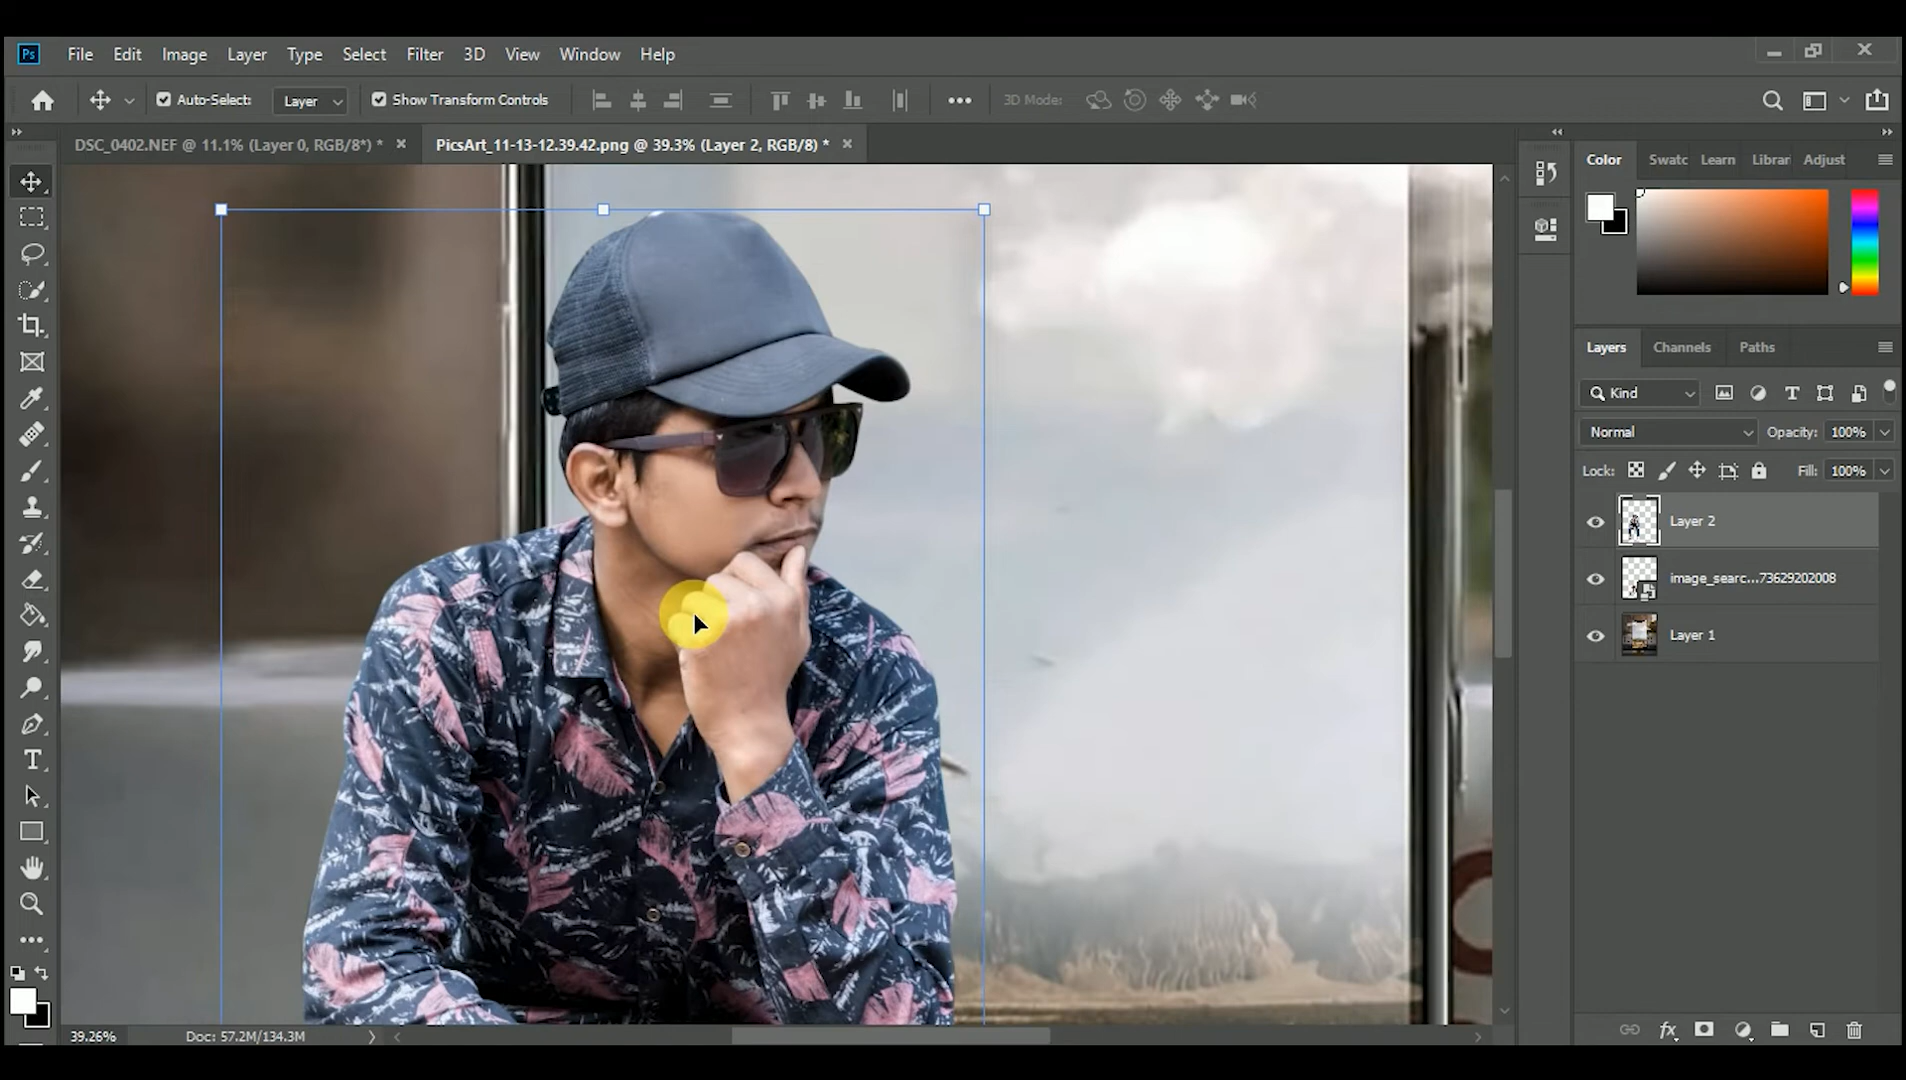 Ps File Edit Image Layer Type Select Filter 3D View Window Help
Auto-Select: Layer Show Transform Controls 3D Mode:
DSC_0402.NEF @ 11.1% (Layer 0, RGB/8*) * PicsArt_11-13-12.39.42.png @ 39.3% (Layer 2, RGB/8) *
Color Swatc Learn Librar Adjust
Layers Channels Paths
Kind
Normal Opacity: 100%
Lock: Fill: 100%
Layer 2
image_searc...73629202008
Layer 1
39.26% Doc: 57.2M/134.3M